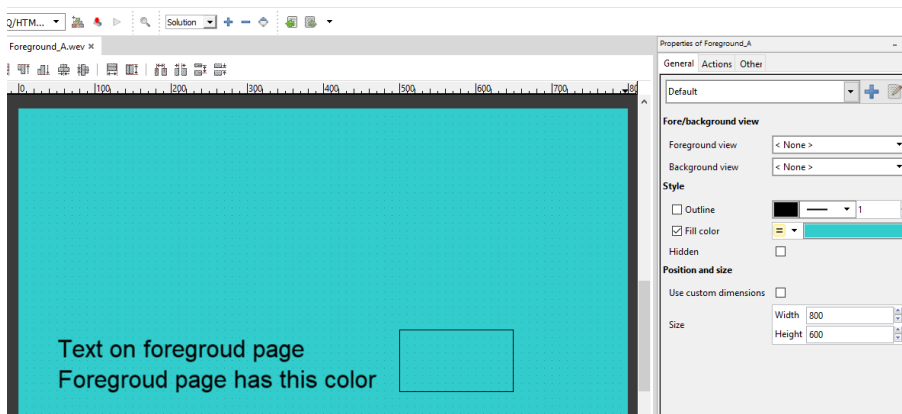 Q/HTM...
Solution
Foreground_A.wev ×
0 100 200 300 400 500 600 700 80
Properties of Foreground_A
General Actions Other
Default
Fore/background view
Foreground view < None >
Background view < None >
Style
Outline 1
Fill color =
Hidden
Position and size
Use custom dimensions
Size
Width 800
Height 600
Text on foregroud page
Foregroud page has this color